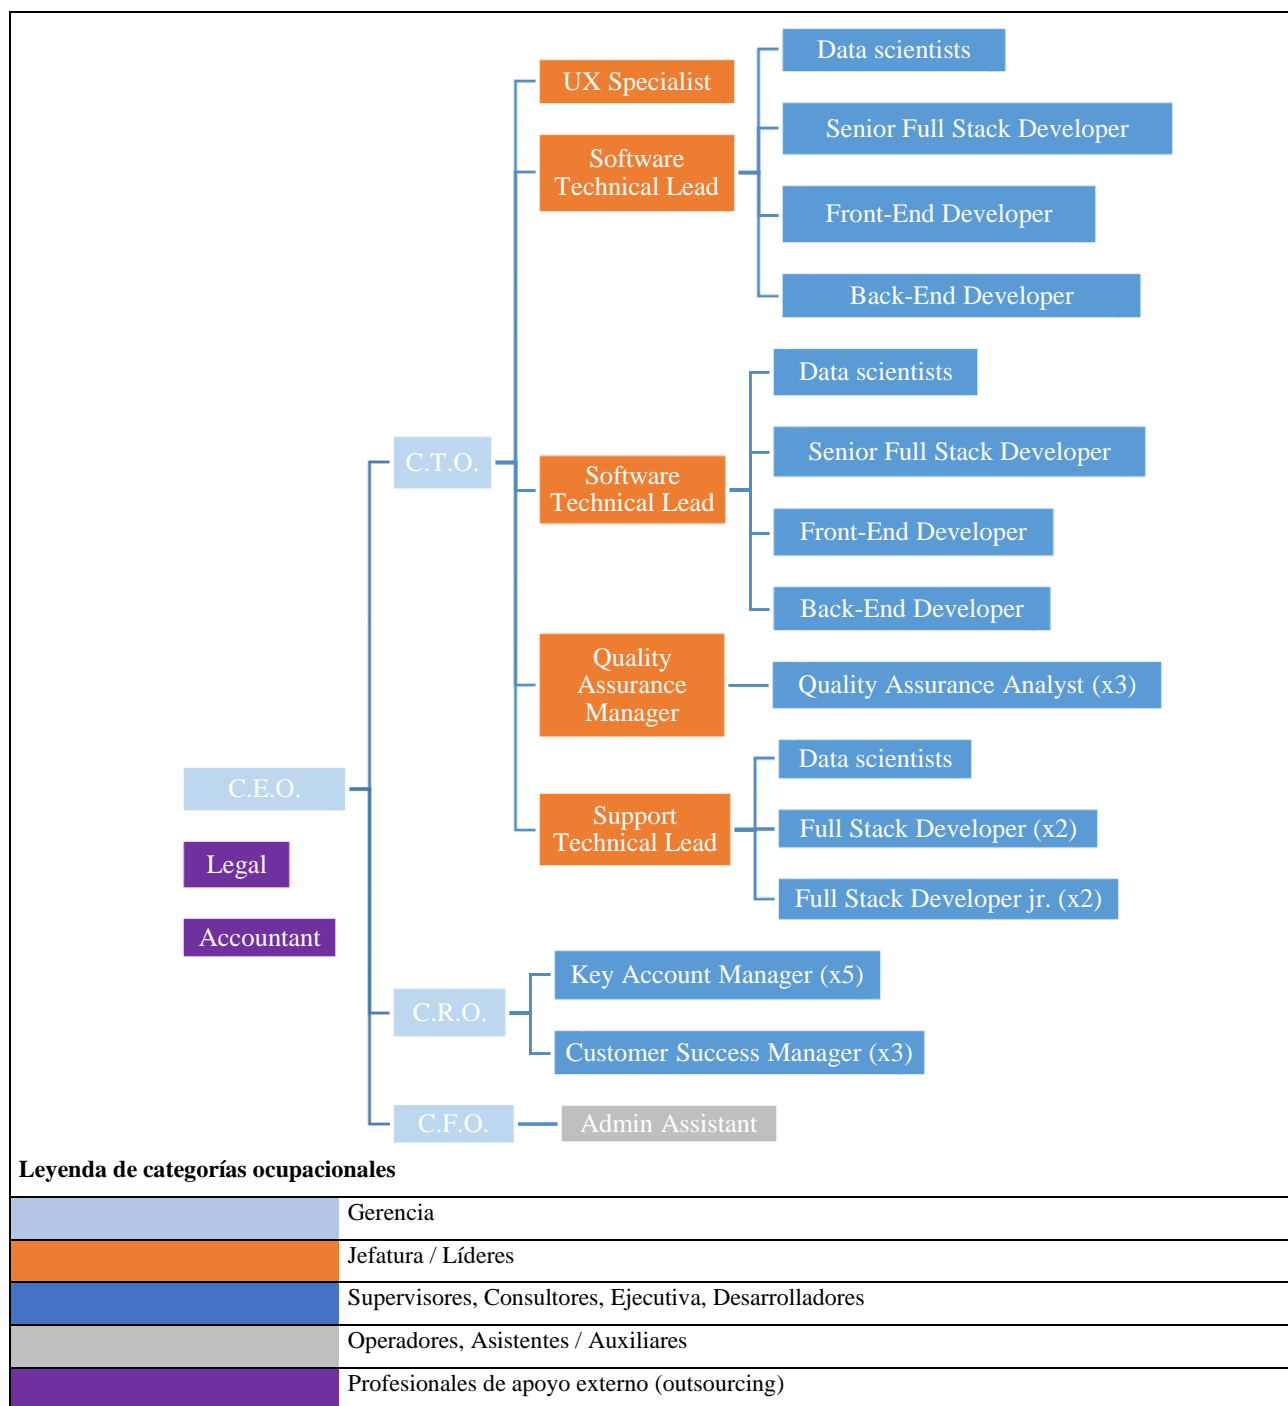 Data scientists
UX Specialist
Senior Full Stack Developer
Software
Technical Lead
Front-End Developer
Back-End Developer
Data scientists
Senior Full Stack Developer
C.T.O.
Software
Technical Lead
Front-End Developer
Back-End Developer
Quality
Assurance
Manager
Quality Assurance Analyst (x3)
Data scientists
C.E.O.
Support
Technical Lead
Full Stack Developer (x2)
Legal
Full Stack Developer jr. (x2)
Accountant
Key Account Manager (x5)
C.R.O.
Customer Success Manager (x3)
C.F.O.
Admin Assistant
Leyenda de categorías ocupacionales
Gerencia
Jefatura / Líderes
Supervisores, Consultores, Ejecutiva, Desarrolladores
Operadores, Asistentes / Auxiliares
Profesionales de apoyo externo (outsourcing)